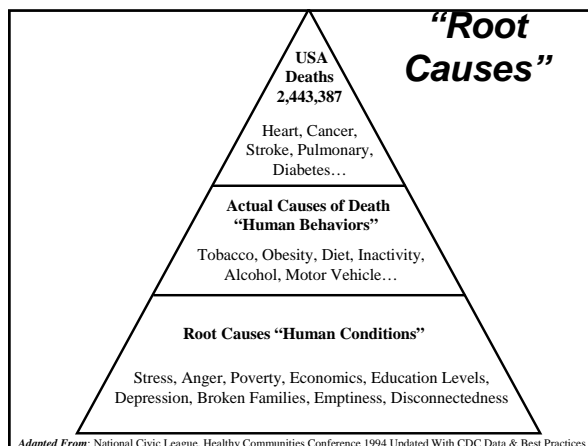 “Root
Causes”
USA
Deaths
2,443,387
Heart, Cancer,
Stroke, Pulmonary,
Diabetes…
Actual Causes of Death
“Human Behaviors”
Tobacco, Obesity, Diet, Inactivity,
Alcohol, Motor Vehicle…
Root Causes “Human Conditions”
Stress, Anger, Poverty, Economics, Education Levels,
Depression, Broken Families, Emptiness, Disconnectedness
Adapted From: National Civic League, Healthy Communities Conference 1994 Updated With CDC Data & Best Practices